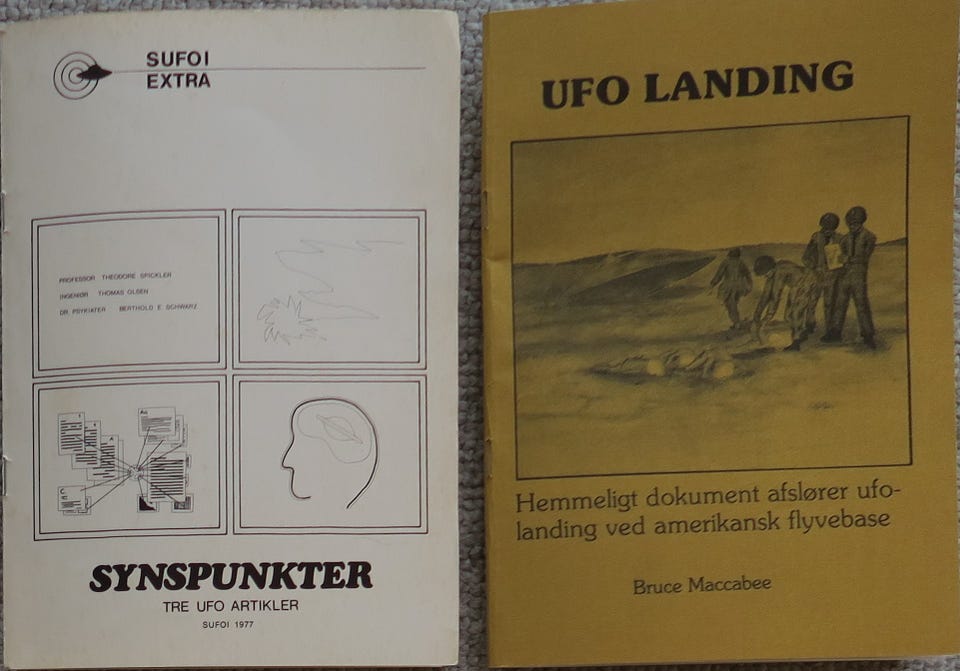 SUFOI
EXTRA
PROFESSOR THEODORE SPICKLER
INGENIØR THOMAS OLSEN
DR. PSYKIATER BERTHOLD E SCHWARZ
SYNSPUNKTER
TRE UFO ARTIKLER
SUFOI 1977
UFO LANDING
Hemmeligt dokument afslører ufo-
landing ved amerikansk flyvebase
Bruce Maccabee